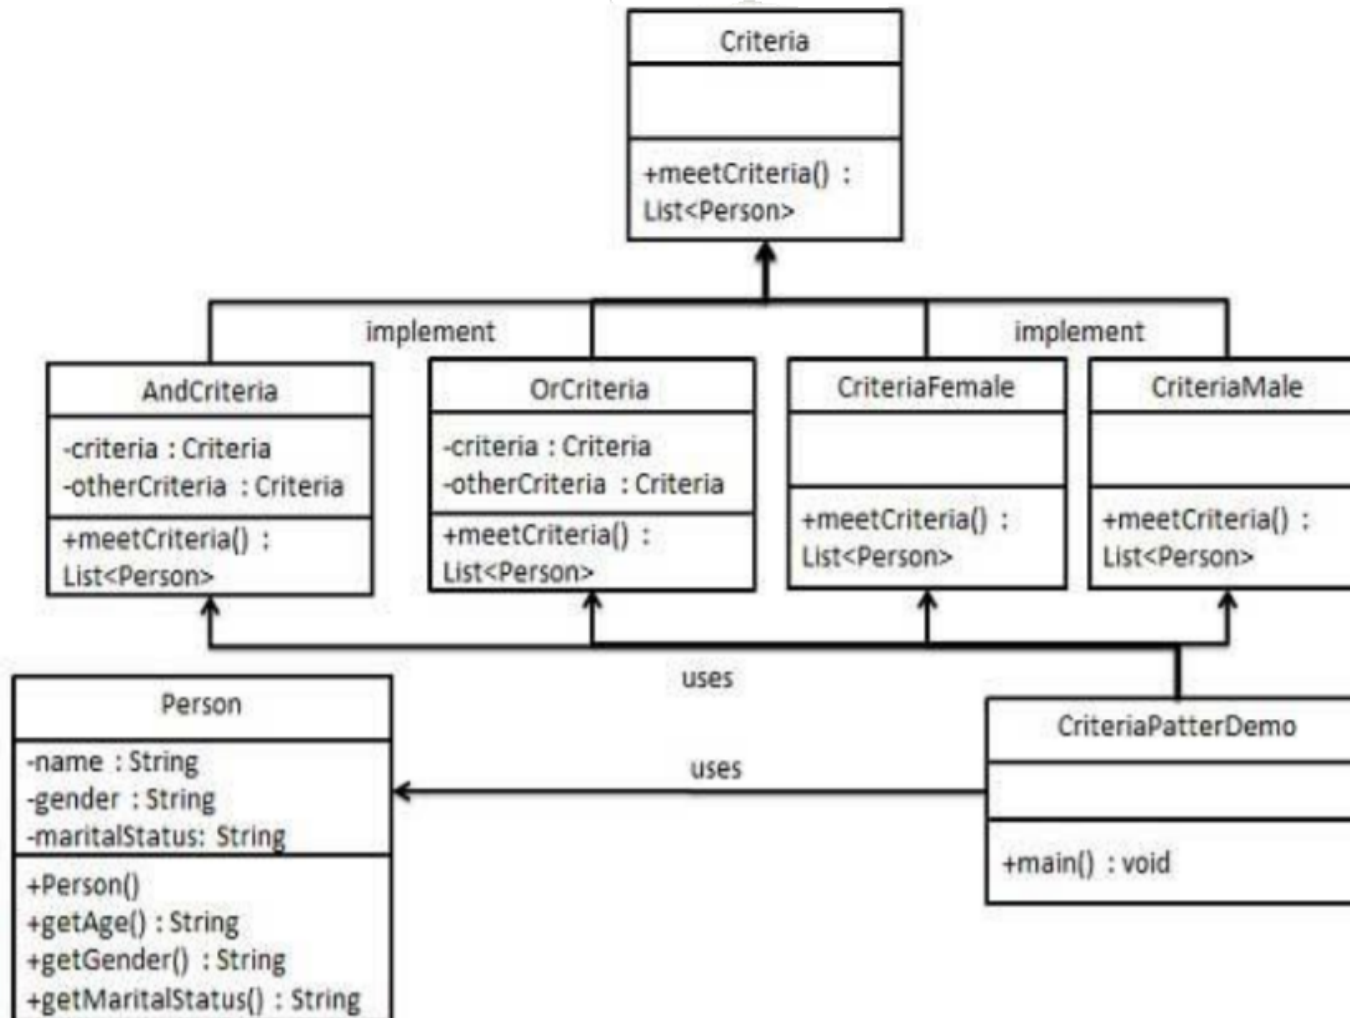 Criteria
+meetCriteria() :
List<Person>
implement
implement
AndCriteria
-criteria : Criteria
-otherCriteria : Criteria
+meetCriteria() :
List<Person>
OrCriteria
-criteria : Criteria
-otherCriteria : Criteria
+meetCriteria() :
List<Person>
CriteriaFemale
+meetCriteria() :
List<Person>
CriteriaMale
+meetCriteria() :
List<Person>
uses
Person
-name : String
-gender : String
-maritalStatus: String
+Person()
+getAge() : String
+getGender() : String
+getMaritalStatus() : String
uses
CriteriaPatterDemo
+main() : void